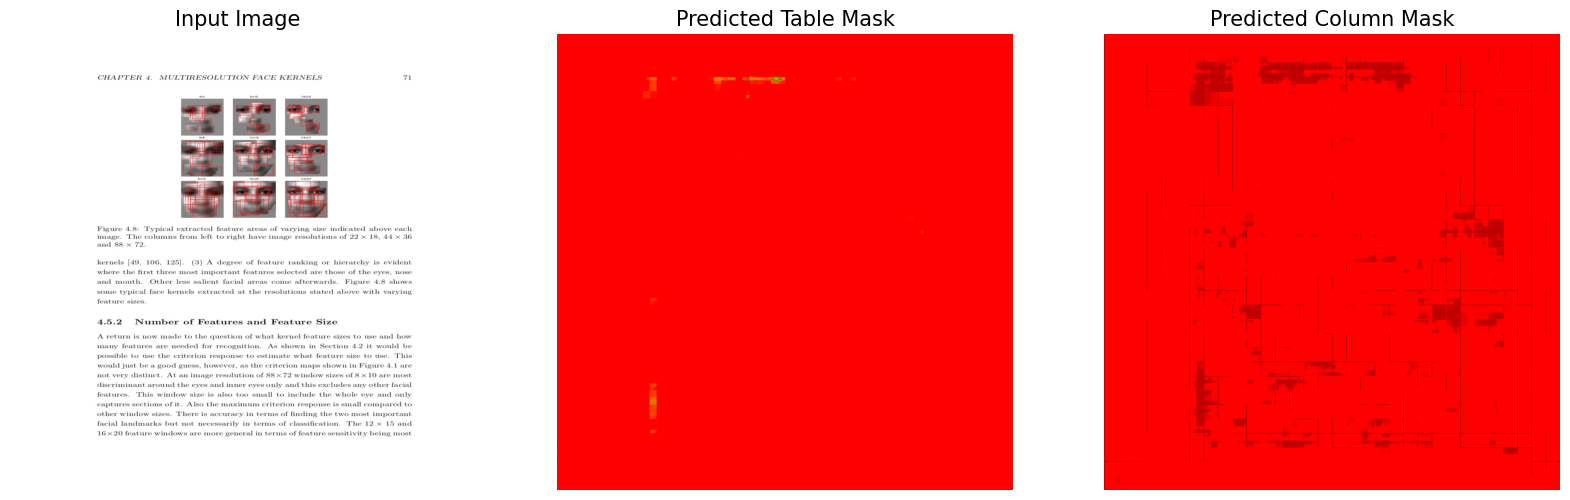 Input Image
Predicted Table Mask
Predicted Column Mask
CHAPTER 4. MULTIRESOLUTION FACE KERNELS 71
Figure 4.8: Typical extracted feature areas of varying size indicated above each
image. The columns from left to right have image resolutions of 22 × 18, 44 × 36
and 88 × 72.
kernels [49, 106, 125]. (3) A degree of feature ranking or hierarchy is evident
where the first three most important features selected are those of the eyes, nose
and mouth. Other less salient facial areas come afterwards. Figure 4.8 shows
some typical face kernels extracted at the resolutions stated above with varying
feature sizes.
4.5.2 Number of Features and Feature Size
A return is now made to the question of what kernel feature sizes to use and how
many features are needed for recognition. As shown in Section 4.2 it would be
possible to use the criterion response to estimate what feature size to use. This
would just be a good guess, however, as the criterion maps shown in Figure 4.1 are
not very distinct. At an image resolution of 88×72 window sizes of 8×10 are most
discriminant around the eyes and inner eyes only and this excludes any other facial
features. This window size is also too small to include the whole eye and only
captures sections of it. Also the maximum criterion response is small compared to
other window sizes. There is accuracy in terms of finding the two most important
facial landmarks but not necessarily in terms of classification. The 12 × 15 and
16×20 feature windows are more general in terms of feature sensitivity being most